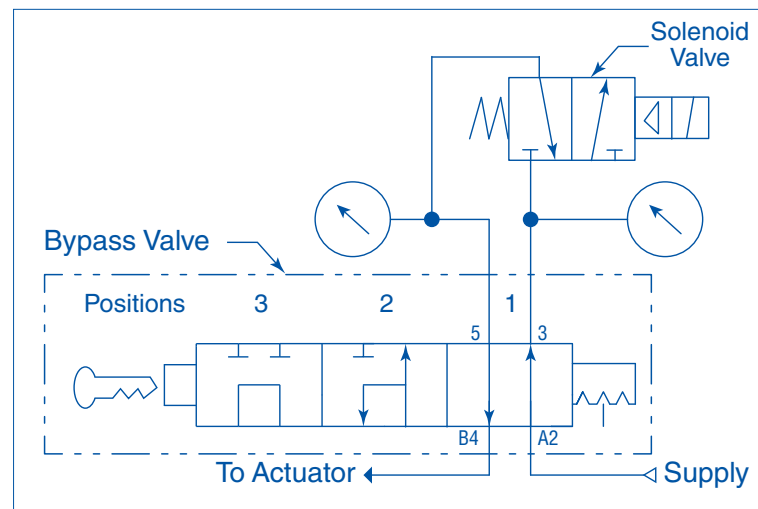 Solenoid
Valve
Bypass Valve
Positions 3 2 1
5 3
B4 A2
To Actuator
Supply